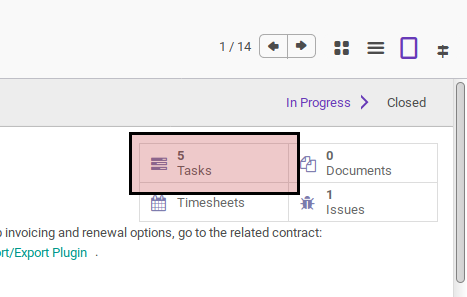 1 / 14
In Progress
Closed
5
Tasks
0
Documents
Timesheets
1
Issues
invoicing and renewal options, go to the related contract:
Export Plugin .